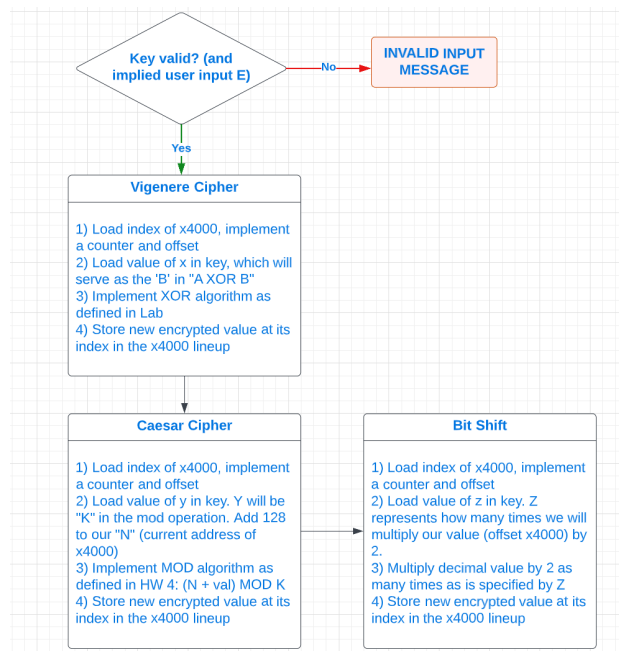 Key valid? (and
implied user input E)
No
INVALID INPUT
MESSAGE
Yes
Vigenere Cipher
1) Load index of x4000, implement
a counter and offset
2) Load value of x in key, which will
serve as the 'B' in "A XOR B"
3) Implement XOR algorithm as
defined in Lab
4) Store new encrypted value at its
index in the x4000 lineup
Caesar Cipher
1) Load index of x4000, implement
a counter and offset
2) Load value of y in key. Y will be
"K" in the mod operation. Add 128
to our "N" (current address of
x4000)
3) Implement MOD algorithm as
defined in HW 4: (N + val) MOD K
4) Store new encrypted value at its
index in the x4000 lineup
Bit Shift
1) Load index of x4000, implement
a counter and offset
2) Load value of z in key. Z
represents how many times we will
multiply our value (offset x4000) by
2.
3) Multiply decimal value by 2 as
many times as is specified by Z
4) Store new encrypted value at its
index in the x4000 lineup